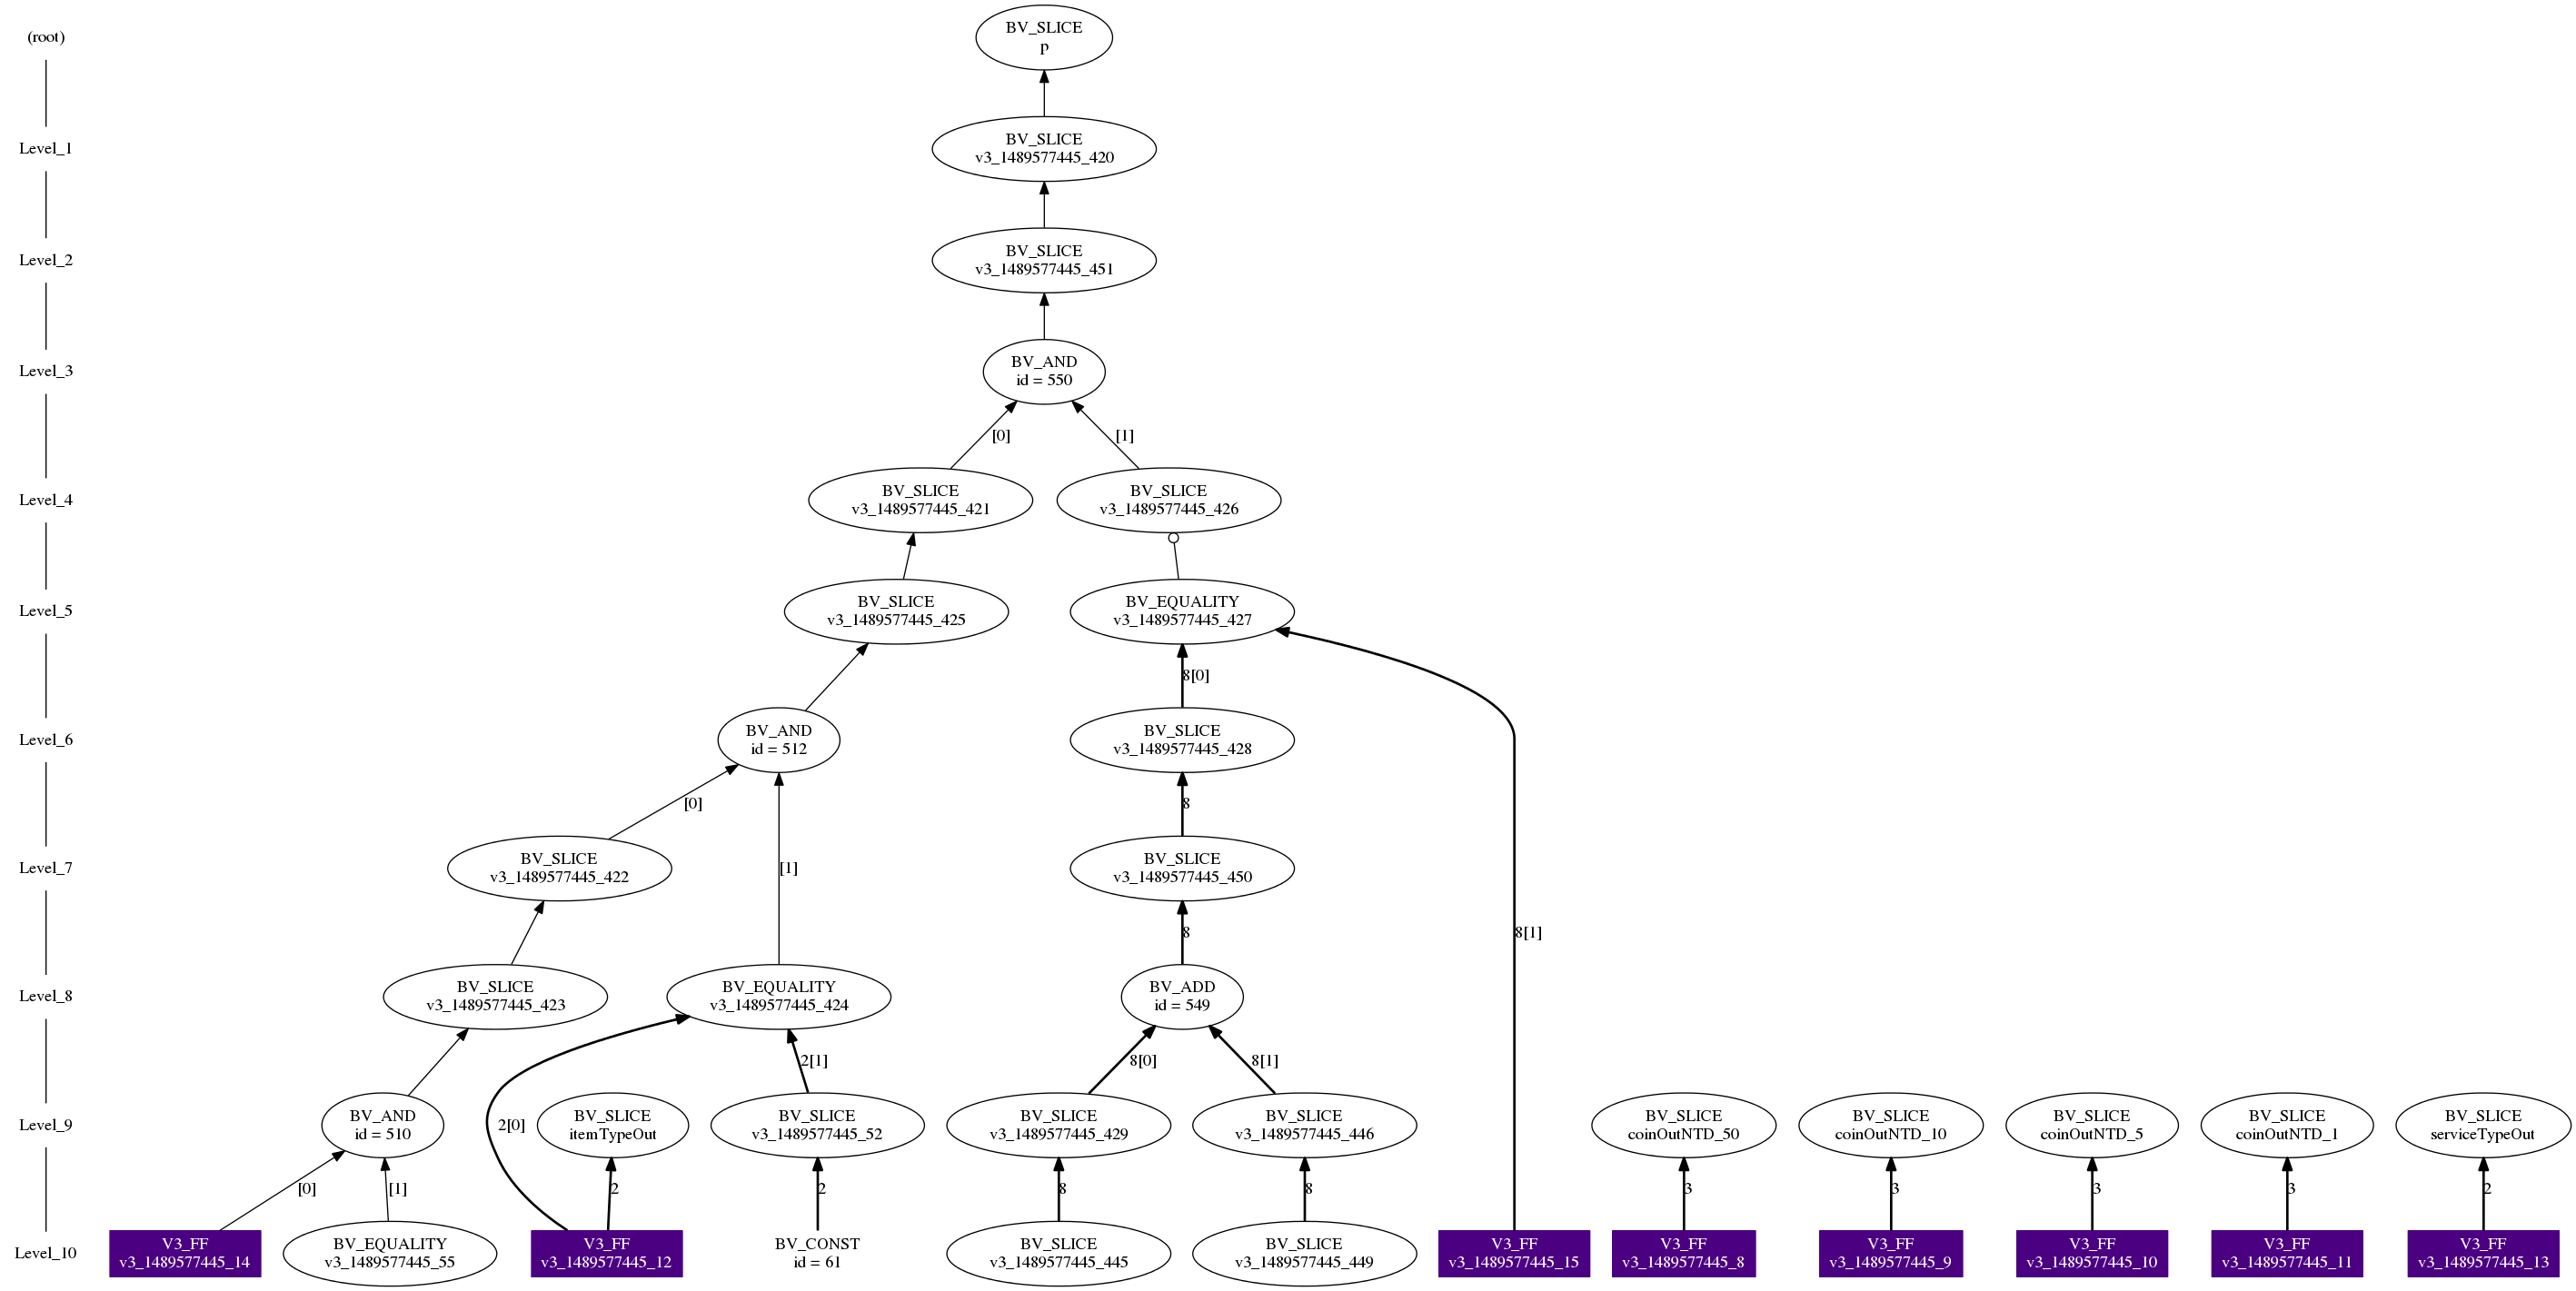 (root)
BV_SLICE
p
Level_1
BV_SLICE
v3_1489577445_420
Level_2
BV_SLICE
v3_1489577445_451
Level_3
BV_AND
id = 550
[0]
[1]
Level_4
BV_SLICE
v3_1489577445_421
BV_SLICE
v3_1489577445_426
Level_5
BV_SLICE
v3_1489577445_425
BV_EQUALITY
v3_1489577445_427
8[0]
Level_6
BV_AND
id = 512
BV_SLICE
v3_1489577445_428
[0]
8
Level_7
BV_SLICE
v3_1489577445_422
[1]
BV_SLICE
v3_1489577445_450
8
8[1]
Level_8
BV_SLICE
v3_1489577445_423
BV_EQUALITY
v3_1489577445_424
BV_ADD
id = 549
2[1]
8[0]
8[1]
Level_9
BV_AND
id = 510
2[0]
BV_SLICE
itemTypeOut
BV_SLICE
v3_1489577445_52
BV_SLICE
v3_1489577445_429
BV_SLICE
v3_1489577445_446
BV_SLICE
coinOutNTD_50
BV_SLICE
coinOutNTD_10
BV_SLICE
coinOutNTD_5
BV_SLICE
coinOutNTD_1
BV_SLICE
serviceTypeOut
[0]
[1]
2
2
8
8
3
3
3
3
2
Level_10
V3_FF
v3_1489577445_14
BV_EQUALITY
v3_1489577445_55
V3_FF
v3_1489577445_12
BV_CONST
id = 61
BV_SLICE
v3_1489577445_445
BV_SLICE
v3_1489577445_449
V3_FF
v3_1489577445_15
V3_FF
v3_1489577445_8
V3_FF
v3_1489577445_9
V3_FF
v3_1489577445_10
V3_FF
v3_1489577445_11
V3_FF
v3_1489577445_13